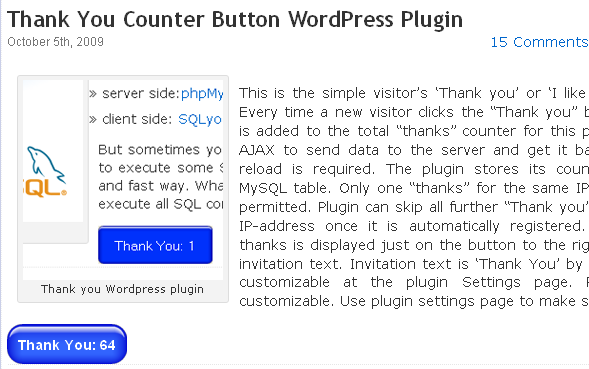 Thank You Counter Button WordPress Plugin
October 5th, 2009
15 Comments
» server side:phpMy
» client side: SQLyo
But sometimes yo
to execute some S
and fast way. Wha
execute all SQL cor
SQL
Thank You: 1
Thank you Wordpress plugin
This is the simple visitor's ‘Thank you’ or ‘I like
Every time a new visitor clicks the “Thank you” b
is added to the total “thanks” counter for this p
AJAX to send data to the server and get it ba
reload is required. The plugin stores its coun
MySQL table. Only one “thanks” for the same IP
permitted. Plugin can skip all further “Thank you’
IP-address once it is automatically registered.
thanks is displayed just on the button to the rig
invitation text. Invitation text is ‘Thank You’ by
customizable at the plugin Settings page. F
customizable. Use plugin settings page to make s
Thank You: 64